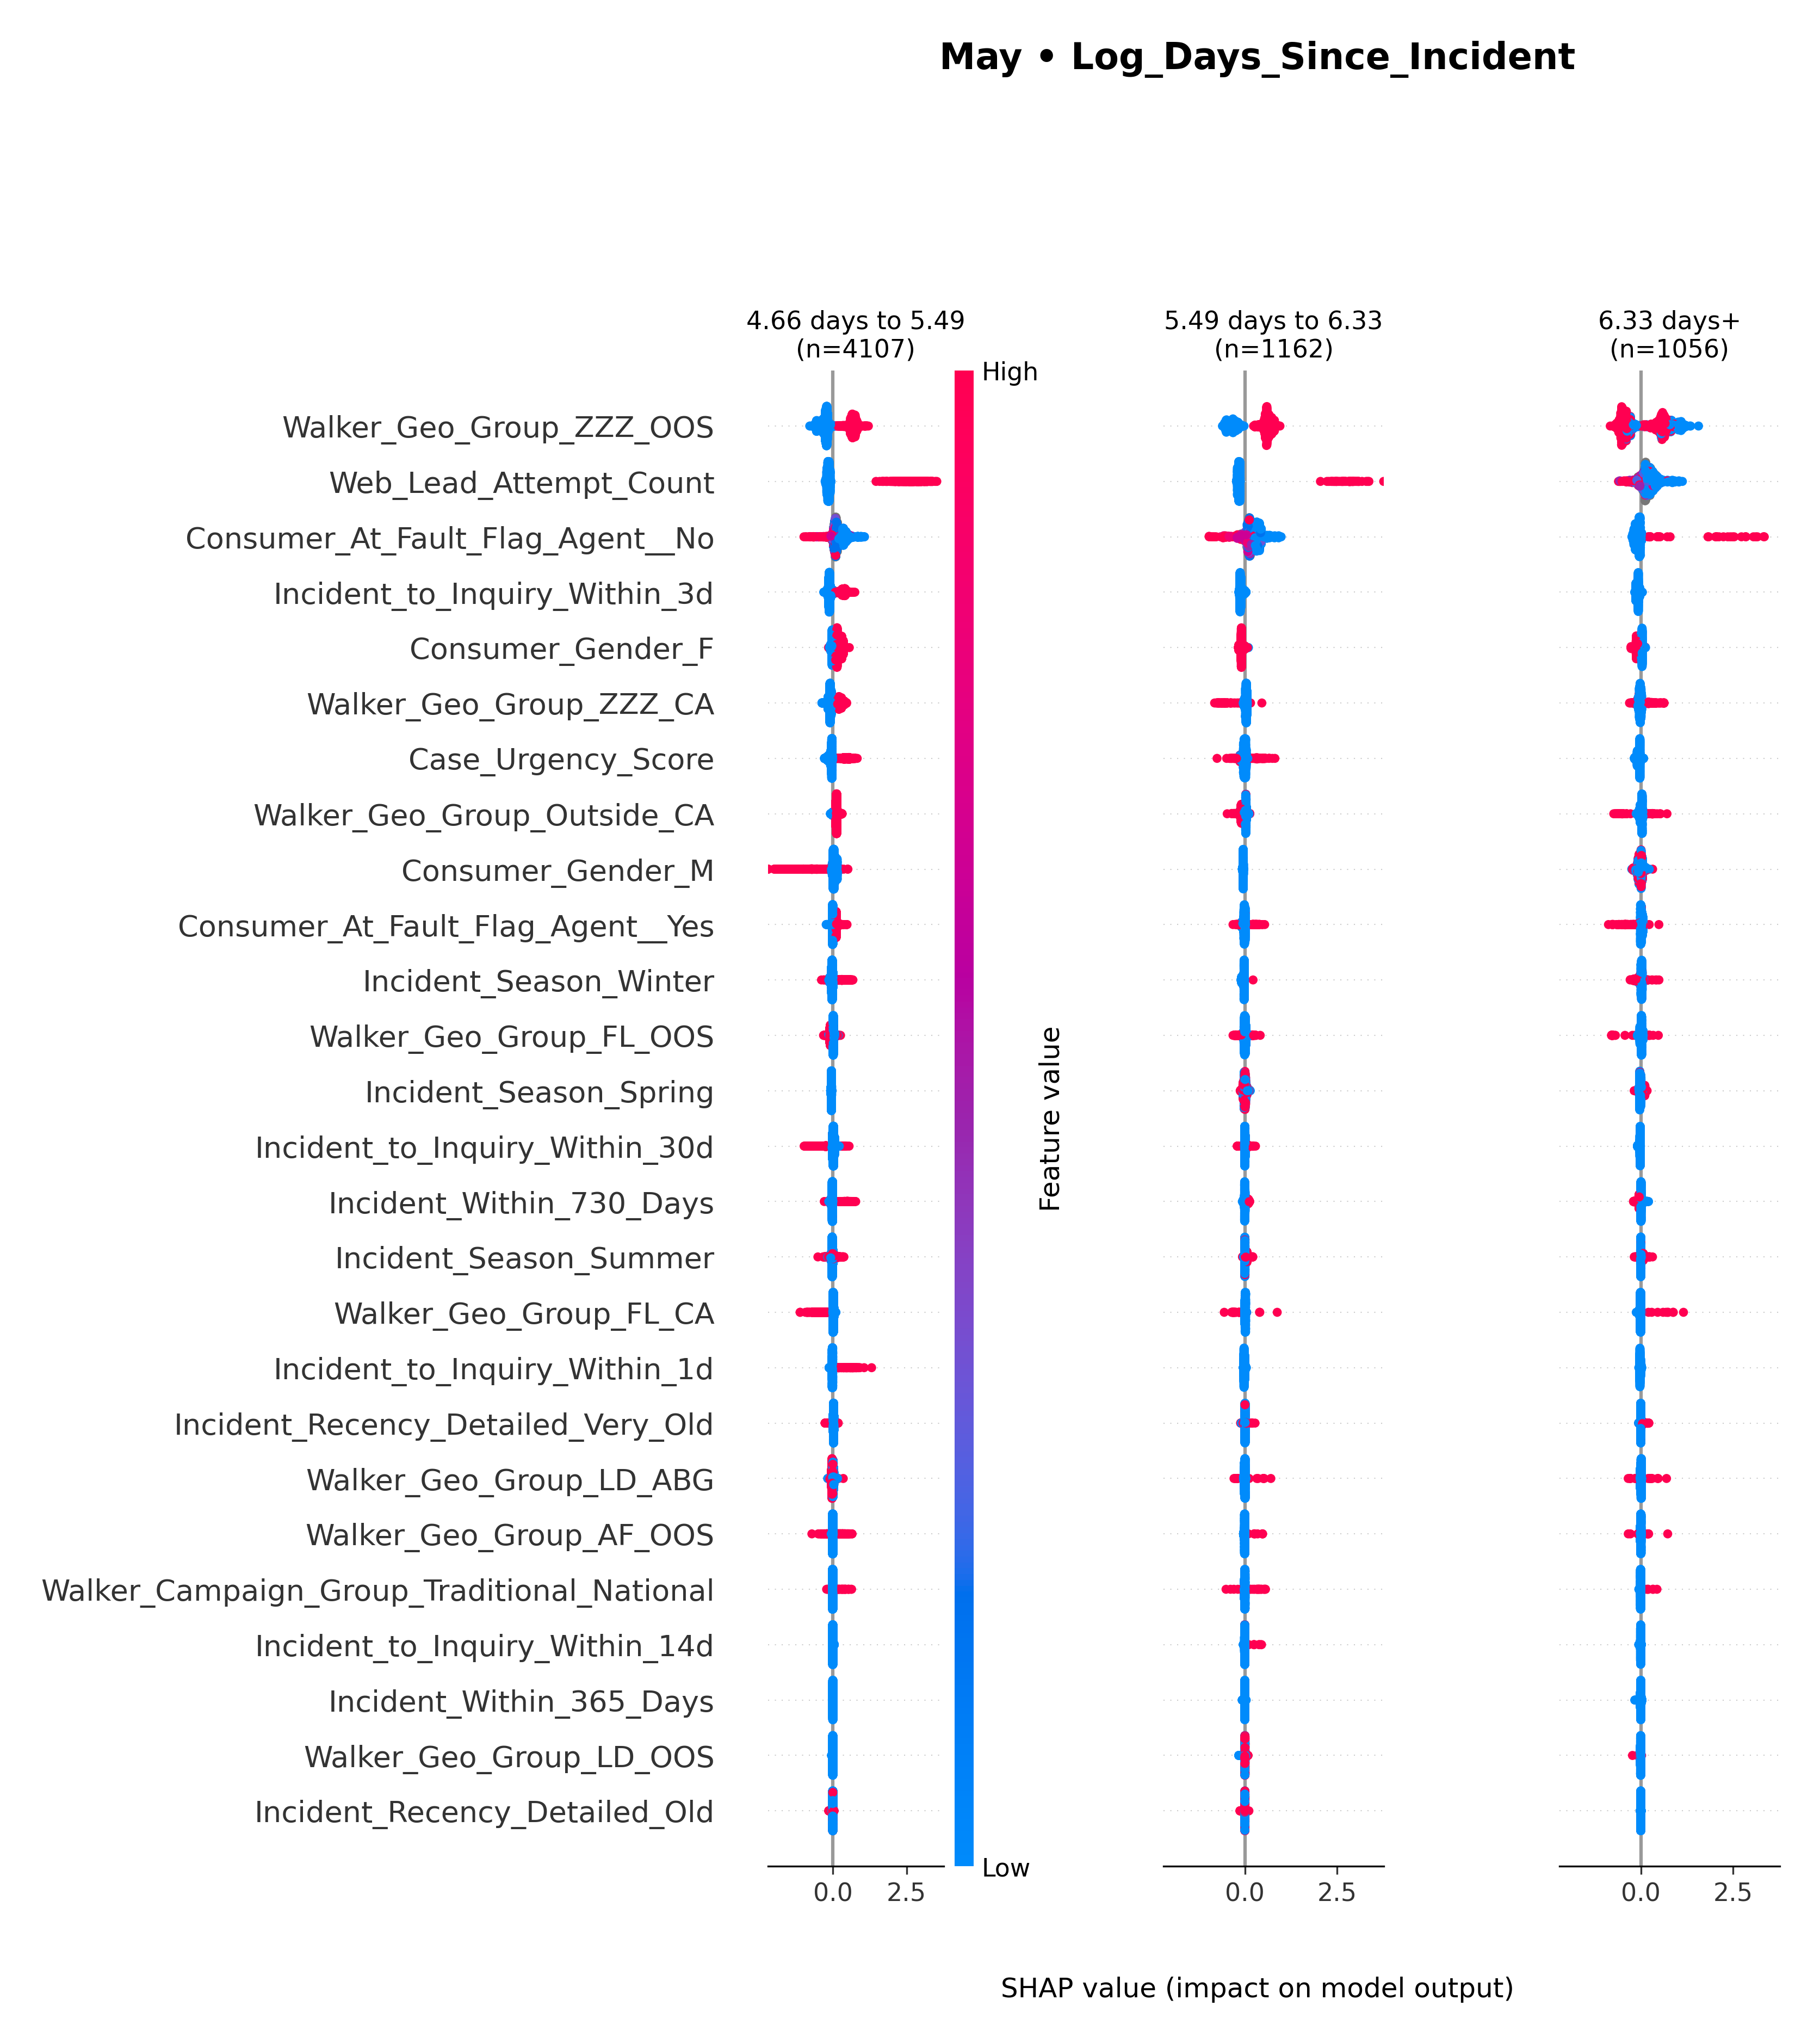 May • Log_Days_Since_Incident
4.66 days to 5.49
(n=4107)
5.49 days to 6.33
(n=1162)
6.33 days+
(n=1056)
High
Walker_Geo_Group_ZZZ_OOS
Web_Lead_Attempt_Count
Consumer_At_Fault_Flag_Agent__No
Incident_to_Inquiry_Within_3d
Consumer_Gender_F
Walker_Geo_Group_ZZZ_CA
Case_Urgency_Score
Walker_Geo_Group_Outside_CA
Consumer_Gender_M
Consumer_At_Fault_Flag_Agent__Yes
Incident_Season_Winter
Walker_Geo_Group_FL_OOS
Incident_Season_Spring
Incident_to_Inquiry_Within_30d
Incident_Within_730_Days
Incident_Season_Summer
Walker_Geo_Group_FL_CA
Incident_to_Inquiry_Within_1d
Incident_Recency_Detailed_Very_Old
Walker_Geo_Group_LD_ABG
Walker_Geo_Group_AF_OOS
Walker_Campaign_Group_Traditional_National
Incident_to_Inquiry_Within_14d
Incident_Within_365_Days
Walker_Geo_Group_LD_OOS
Incident_Recency_Detailed_Old
Feature value
Low
0.0 2.5
0.0 2.5
0.0 2.5
SHAP value (impact on model output)